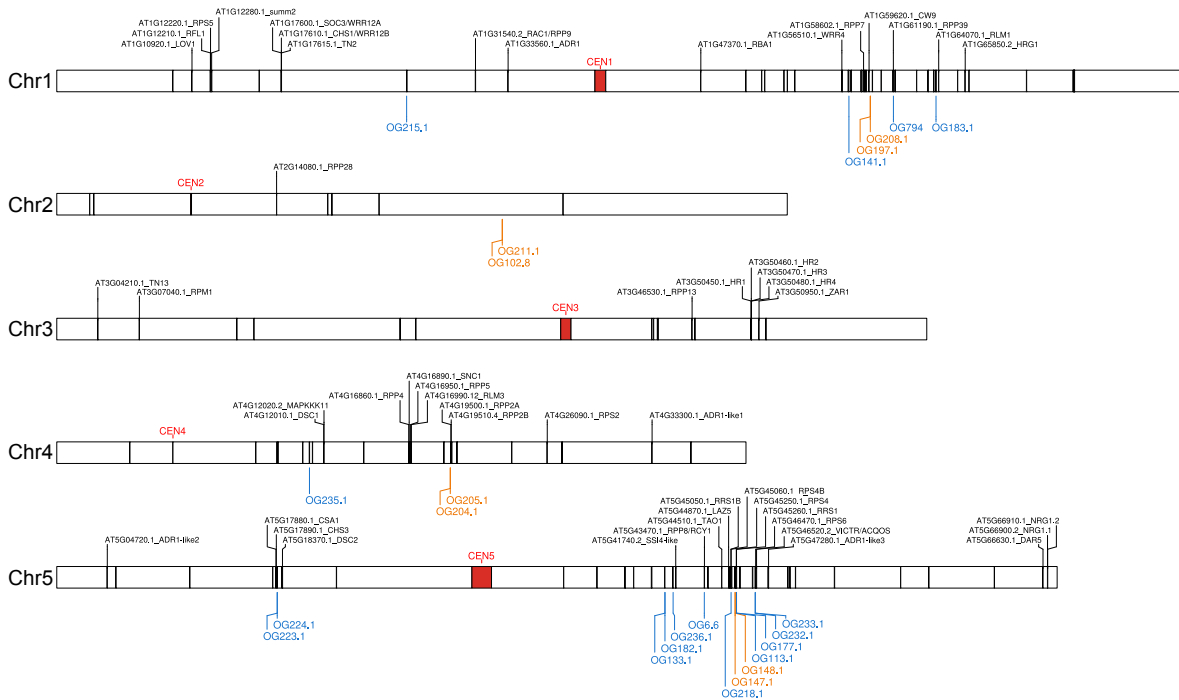 AT1G12280.1_summ2
AT1G12220.1_RPS5
AT1G12210.1_RFL1
AT1G10920.1_LOV1
AT1G17600.1_SOC3/WRR12A
AT1G17610.1_CHS1/WRR12B
AT1G17615.1_TN2
AT1G31540.2_RAC1/RPP9
AT1G33560.1_ADR1
CEN1
AT1G47370.1_RBA1
AT1G59620.1_CW9
AT1G58602.1_RPP7
AT1G61190.1_RPP39
AT1G56510.1_WRR4
AT1G64070.1_RLM1
AT1G65850.2_HRG1
Chr1
OG215.1
OG794
OG183.1
OG208.1
OG197.1
OG141.1
AT2G14080.1_RPP28
CEN2
Chr2
OG211.1
OG102.8
AT3G04210.1_TN13
AT3G07040.1_RPM1
CEN3
AT3G50460.1_HR2
AT3G50470.1_HR3
AT3G50450.1_HR1
AT3G50480.1_HR4
AT3G46530.1_RPP13
AT3G50950.1_ZAR1
Chr3
AT4G16890.1_SNC1
AT4G16950.1_RPP5
AT4G16860.1_RPP4
AT4G16990.12_RLM3
AT4G12020.2_MAPKKK11
AT4G19500.1_RPP2A
AT4G12010.1_DSC1
AT4G19510.4_RPP2B
AT4G26090.1_RPS2
AT4G33300.1_ADR1-like1
CEN4
Chr4
OG235.1
OG205.1
OG204.1
AT5G04720.1_ADR1-like2
AT5G17880.1_CSA1
AT5G17890.1_CHS3
AT5G18370.1_DSC2
CEN5
AT5G45060.1_RPS4B
AT5G45050.1_RRS1B
AT5G45250.1_RPS4
AT5G44870.1_LAZ5
AT5G45260.1_RRS1
AT5G44510.1_TAO1
AT5G46470.1_RPS6
AT5G43470.1_RPP8/RCY1
AT5G46520.2_VICTR/ACQOS
AT5G41740.2_SSI4-like
AT5G47280.1_ADR1-like3
AT5G66910.1_NRG1.2
AT5G66900.2_NRG1.1
AT5G66630.1_DAR5
Chr5
OG224.1
OG223.1
OG6.6
OG236.1
OG182.1
OG133.1
OG233.1
OG232.1
OG177.1
OG113.1
OG148.1
OG147.1
OG218.1